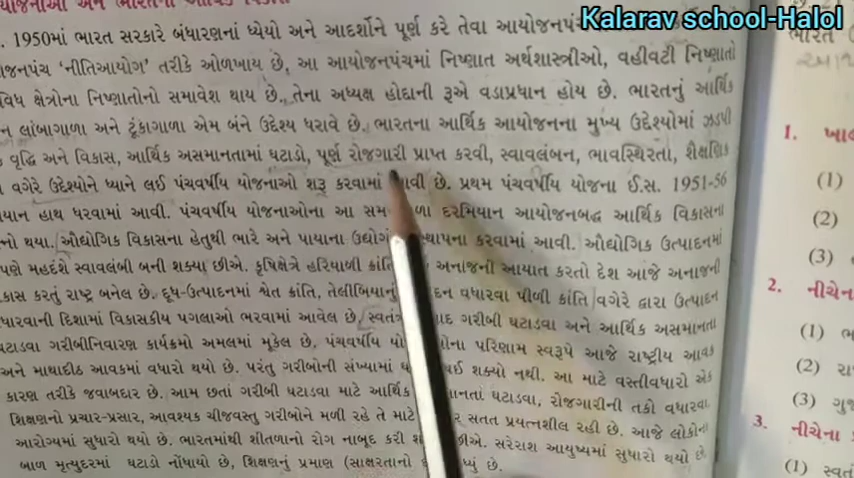 Kalarav school-Halol
. 1950માં ભારત સરકારે બંધારણનાં ધ્યેયો અને આદર્શોને પૂર્ણ કરે તેવા આયોજનપં
જનપંચ ‘નીતિઆયોગ’ તરીકે ઓળખાય છે, આ આયોજનપંચમાં નિષ્ણાત અર્થશાસ્ત્રીઓ, વહીવટી નિષ્ણાતો
વિધ ક્ષેત્રોના નિષ્ણાતોનો સમાવેશ થાય છે., તેના અધ્યક્ષ હોદાની રૂએ વડાપ્રધાન હોય છે. ભારતનું આર્થિક
ન લાંબાગાળા અને ટૂંકાગાળા એમ બંને ઉદેશ્ય ધરાવે છે. ભારતના આર્થિક આયોજનના મુખ્ય ઉદેશ્યોમાં ઝડપી
વૃદ્ધિ અને વિકાસ, આર્થિક અસમાનતામાં ઘટાડો, પૂર્ણ રોજગારી પ્રાપ્ત કરવી, સ્વાવલંબન, ભાવસ્થિરતા, શૈક્ષણિક
વગેરે ઉદેશ્યોને ધ્યાને લઈ પંચવર્ષીય યોજનાઓ શરૂ કરવામાં આવી છે. પ્રથમ પંચવર્ષીય યોજના ઈ.સ. 1951-56
યાન હાથ ધરવામાં આવી. પંચવર્ષીય યોજનાઓના આ સમ ળા દરમિયાન આયોજનબદ્ધ આર્થિક વિકાસના
નો થયા. ઔદ્યોગિક વિકાસના હેતુથી ભારે અને પાયાના ઉદ્યોગ સ્થાપના કરવામાં આવી. ઔદ્યોગિક ઉત્પાદનમાં
પણે મહદંશે સ્વાવલંબી બની શક્યા છીએ. કૃષિક્ષેત્રે હરિયાળી ક્રાંતિ અનાજની આયાત કરતો દેશ આજે અનાજની
કાસ કરતું રાષ્ટ્ર બનેલ છે. દૂધ-ઉત્પાદનમાં શ્વેત ક્રાંતિ, તેલીબિયાનું દન વધારવા પીળી ક્રાંતિ વગેરે દ્વારા ઉત્પાદન
ધારવાની દિશામાં વિકાસકીય પગલાઓ ભરવામાં આવેલ છે. સ્વતં બાદ ગરીબી ઘટાડવા અને આર્થિક અસમાનતા
ઘટાડવા ગરીબીનિવારણ કાર્યક્રમો અમલમાં મૂકેલ છે. પંચવર્ષીય યો ઓના પરિણામ સ્વરૂપે આજે રાષ્ટ્રીય આવક
અને માથાદીઠ આવકમાં વધારો થયો છે. પરંતુ ગરીબોની સંખ્યામાં થઈ શક્યો નથી. આ માટે વસ્તીવધારો એક
કારણ તરીકે જવાબદાર છે. આમ છતાં ગરીબી ઘટાડવા માટે આર્થિક માનતા ઘટાડવા, રોજગારીની તકો વધારવા,
શિક્ષણનો પ્રચાર-પ્રસાર, આવશ્યક ચીજવસ્તુ ગરીબોને મળી રહે તે માટે ર સતત પ્રયત્નશીલ રહી છે. આજે લોકોના
આરોગ્યમાં સુધારો થયો છે. ભારતમાંથી શીતળાનો રોગ નાબૂદ કરી શ છીએ. સરેરાશ આયુષ્યમાં સુધારો થયો છે.
બાળ મૃત્યુદરમાં ઘટાડો નોંધાયો છે, શિક્ષણનું પ્રમાણ (સાક્ષરતાનો ધ્યું છે.
1.
(1)
(2)
(3)
2. નીચેન
(1)
(2)
(3) ગુજ
3. નીચેના
(1) સ્વતં